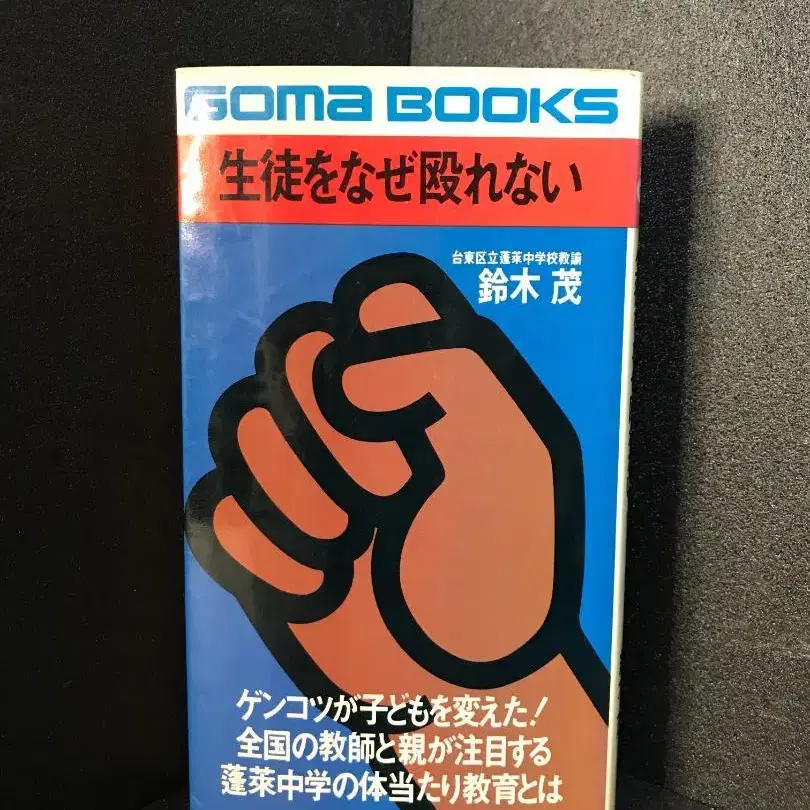 GOMA BOOKS
生徒をなぜ殴れない
台東区立蓬莱中学校教諭
鈴木 茂
ゲンコツが子どもを変えた!
全国の教師と親が注目する
蓬莱中学の体当たり教育とは